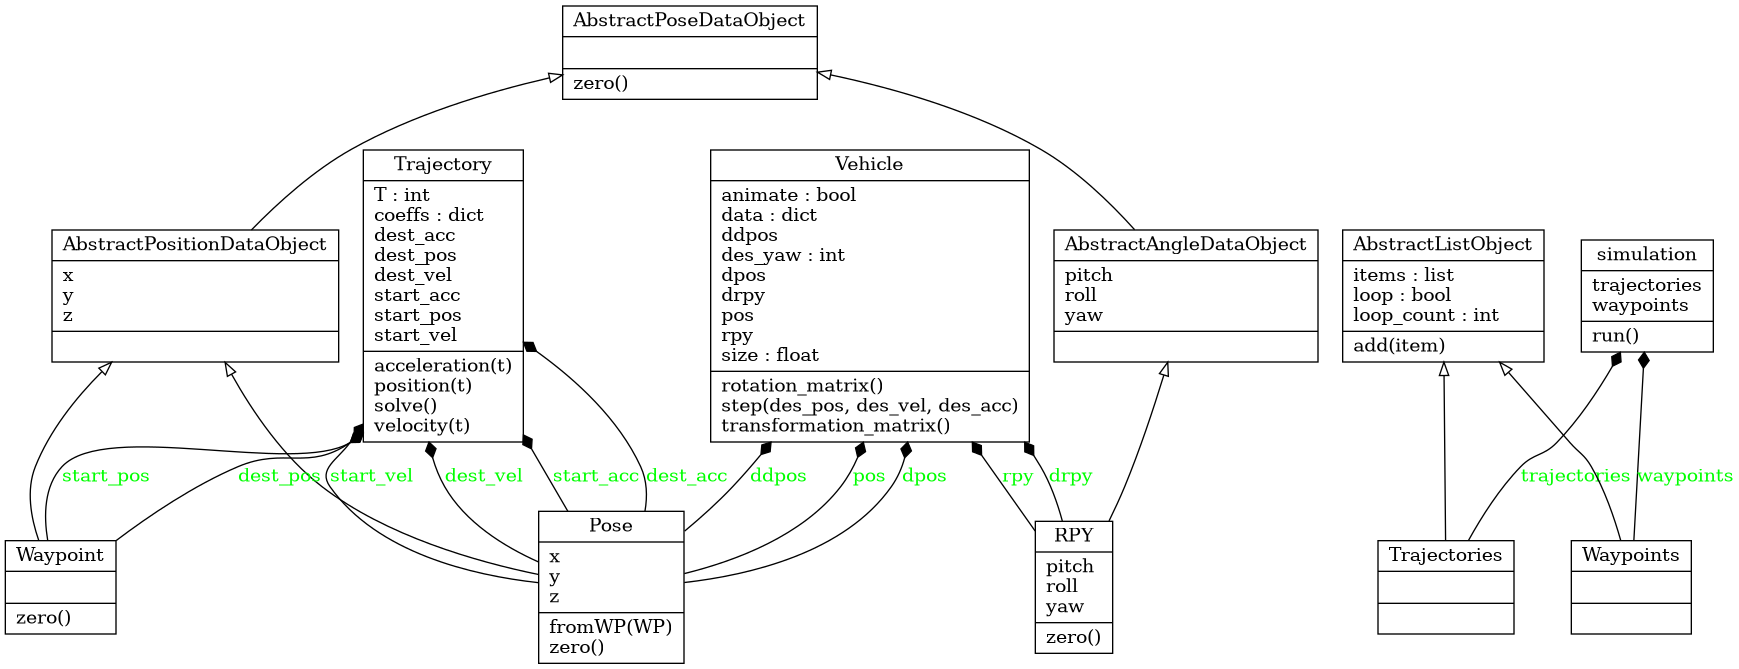 AbstractPoseDataObject
zero()
Trajectory
T : int
coeffs : dict
dest_acc
dest_pos
dest_vel
start_acc
start_pos
start_vel
acceleration(t)
position(t)
solve()
velocity(t)
Vehicle
animate : bool
data : dict
ddpos
des_yaw : int
dpos
drpy
pos
rpy
size : float
rotation_matrix()
step(des_pos, des_vel, des_acc)
transformation_matrix()
AbstractPositionDataObject
x
y
z
AbstractAngleDataObject
pitch
roll
yaw
AbstractListObject
items : list
loop : bool
loop_count : int
add(item)
simulation
trajectories
waypoints
run()
start_pos
dest_pos
start_vel
dest_vel
start_acc
dest_acc
ddpos
pos
dpos
rpy
drpy
trajectories
waypoints
Waypoint
zero()
Pose
x
y
z
fromWP(WP)
zero()
RPY
pitch
roll
yaw
zero()
Trajectories
Waypoints